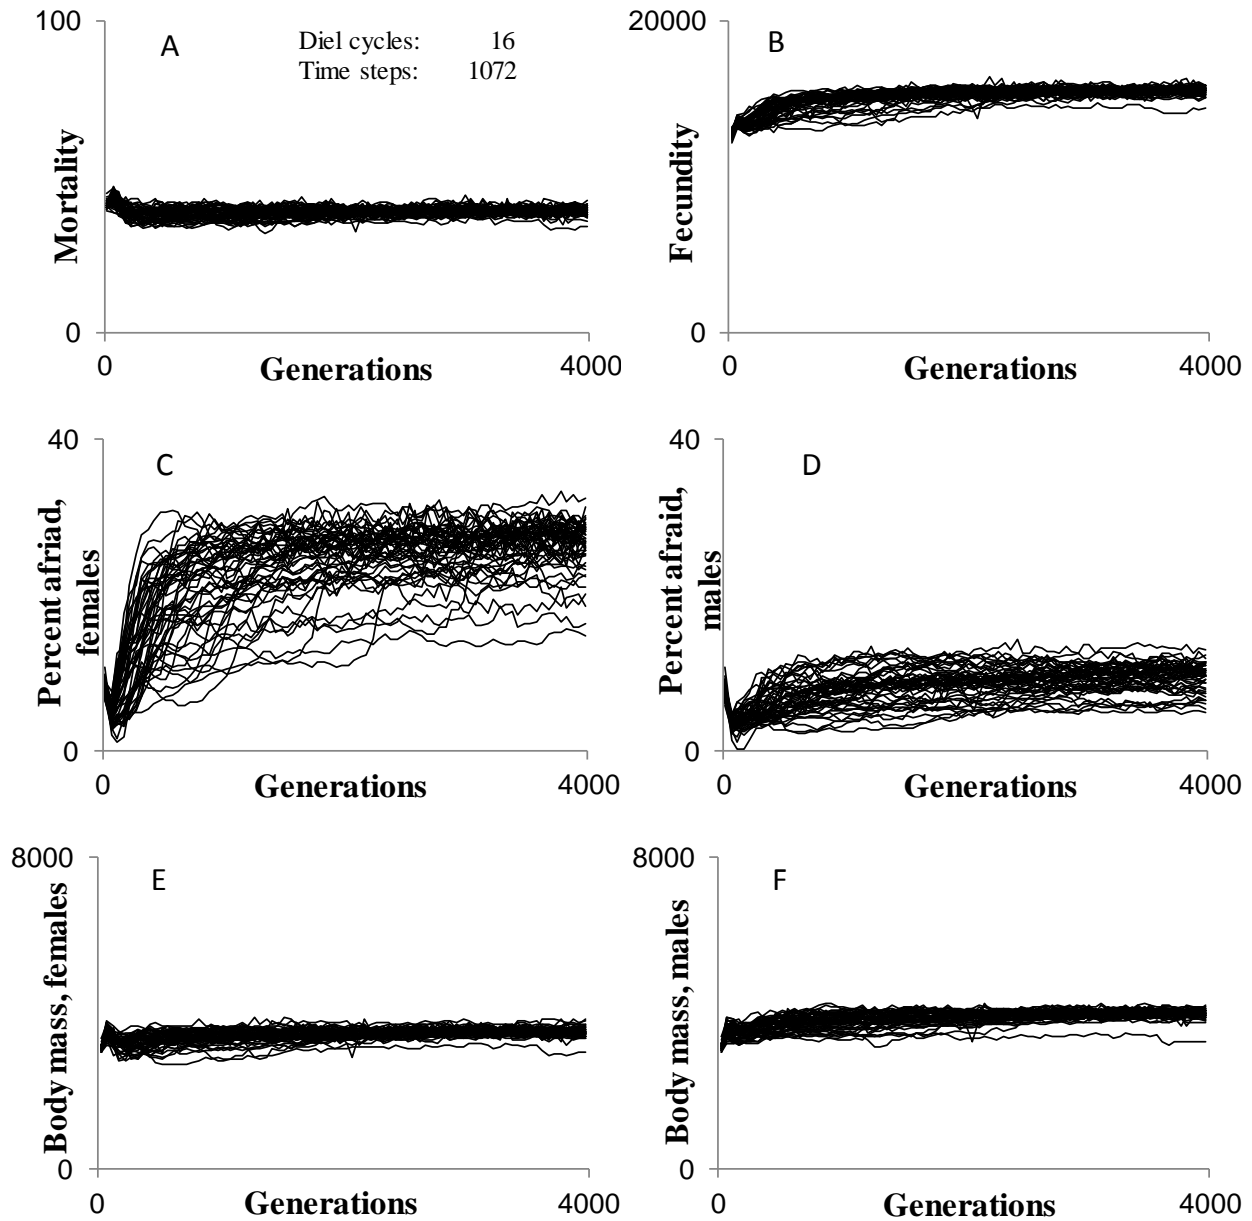 100
A
Diel cycles: 16
Time steps: 1072
Mortality
0
0
Generations
4000
20000
B
Fecundity
0
0
Generations
4000
40
C
Percent afriad,
females
0
0
Generations
4000
40
D
Percent afraid,
males
0
0
Generations
4000
8000
E
Body mass, females
0
0
Generations
4000
8000
F
Body mass, males
0
0
Generations
4000